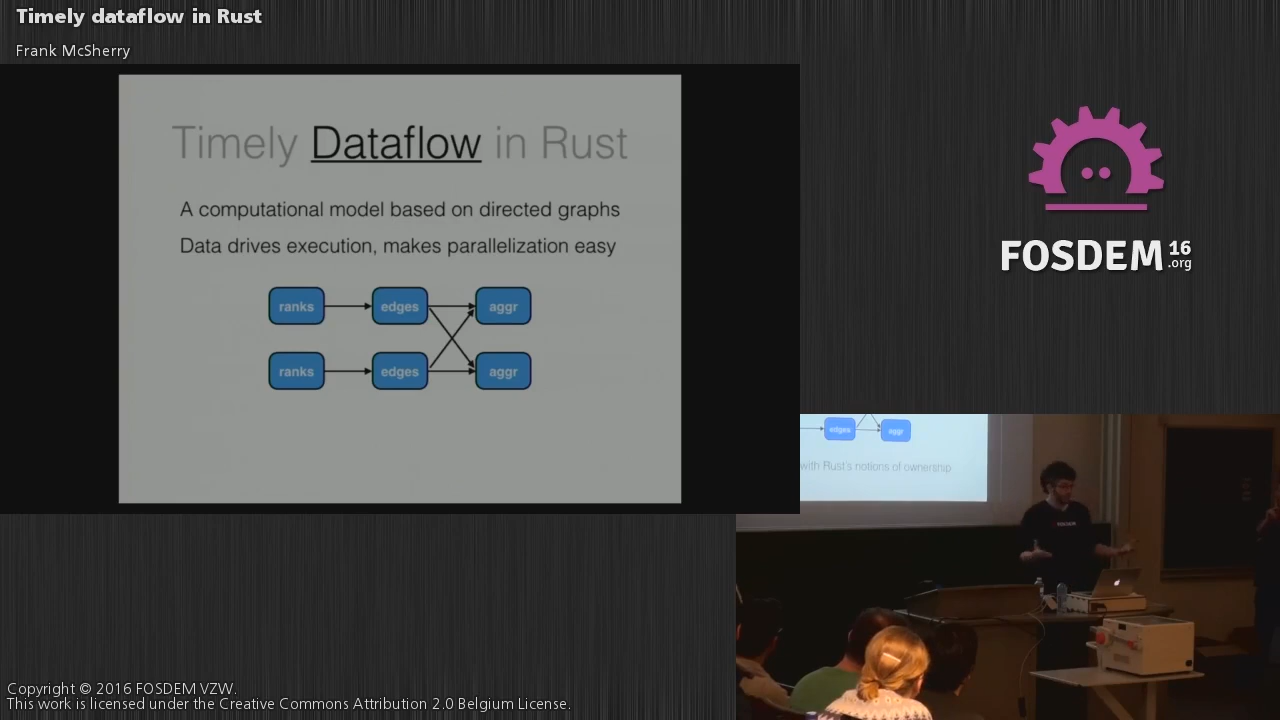 Timely dataflow in Rust
Frank McSherry
Timely Dataflow in Rust
A computational model based on directed graphs
Data drives execution, makes parallelization easy
ranks edges aggr
ranks edges aggr
FOSDEM 16 .org
edges aggr
with Rust's notions of ownership
FOSDEM
Copyright © 2016 FOSDEM VZW.
This work is licensed under the Creative Commons Attribution 2.0 Belgium License.